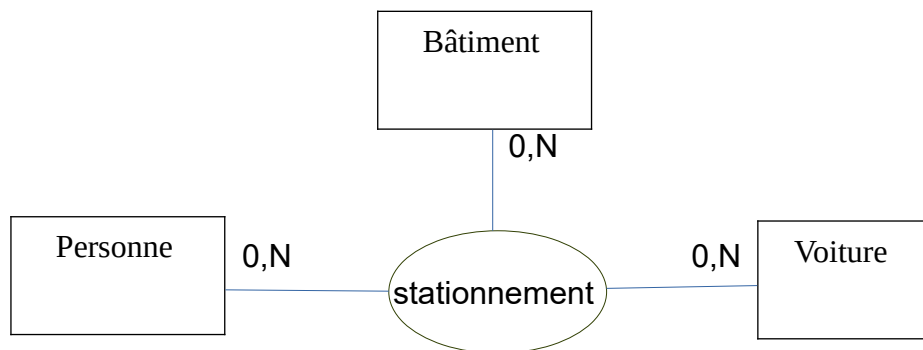 Bâtiment
0,N
Personne
0,N
stationnement
0,N
Voiture